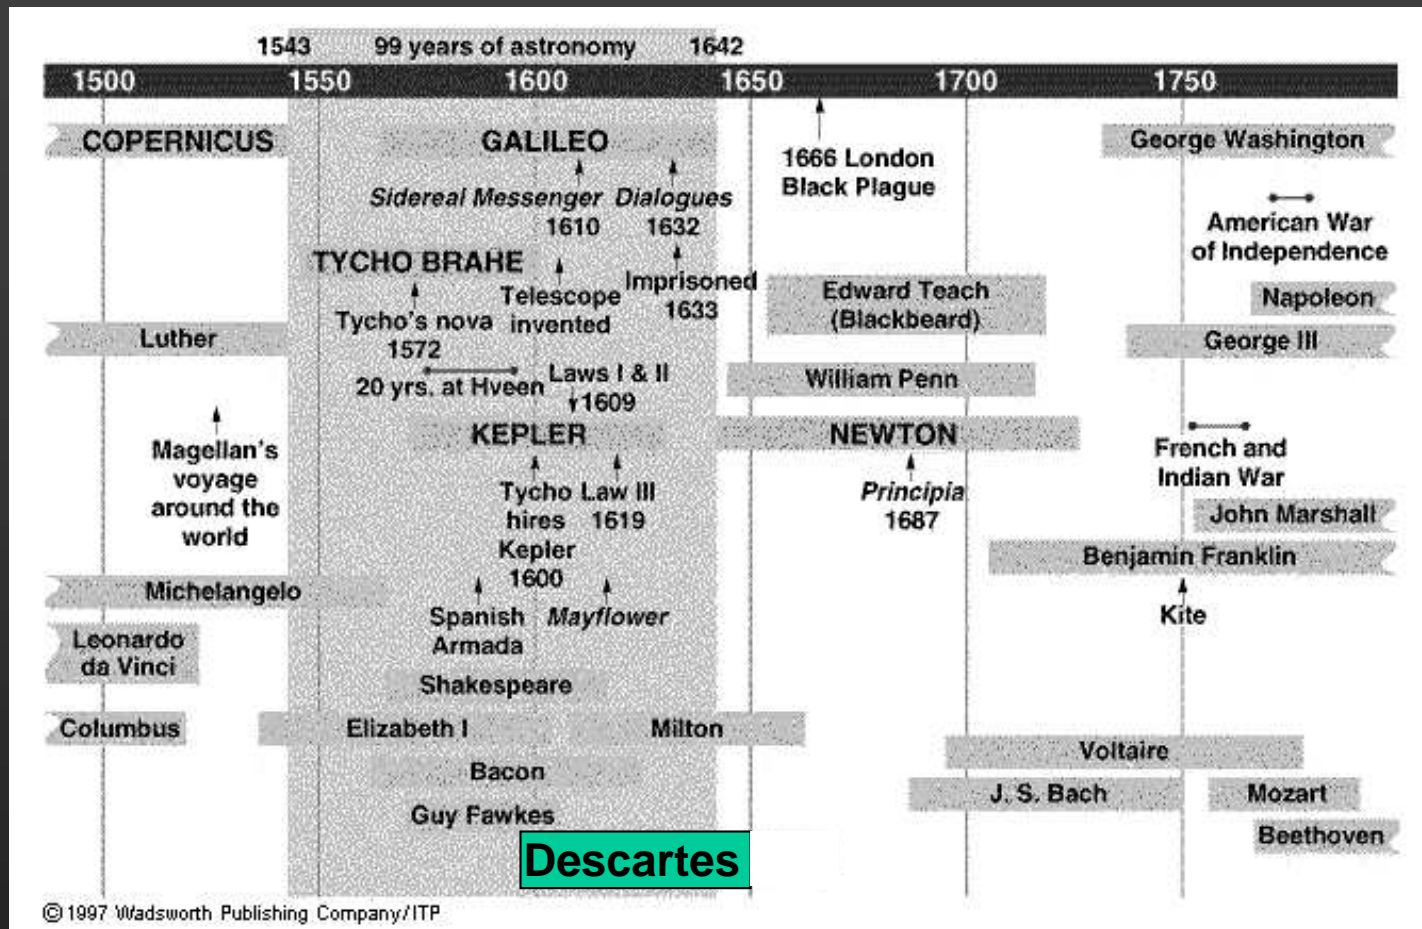 1543 99 years of astronomy 1642
1500 1550 1600 1650 1700 1750
COPERNICUS
GALILEO
Sidereal Messenger
1610
Dialogues
1632
1666 London
Black Plague
George Washington
American War
of Independence
TYCHO BRAHE
Tycho's nova
1572
Telescope
invented
Imprisoned
1633
Edward Teach
(Blackbeard)
Napoleon
George III
Luther
20 yrs. at Hveen
Laws I & II
1609
William Penn
KEPLER
NEWTON
Magellan's
voyage
around the
world
Tycho
hires
Kepler
1600
Law III
1619
Principia
1687
French and
Indian War
John Marshall
Benjamin Franklin
Kite
Michelangelo
Spanish
Armada
Mayflower
Leonardo
da Vinci
Shakespeare
Columbus
Elizabeth I
Milton
Voltaire
Bacon
J. S. Bach
Mozart
Guy Fawkes
Beethoven
Descartes
© 1997 Wadsworth Publishing Company/ITP